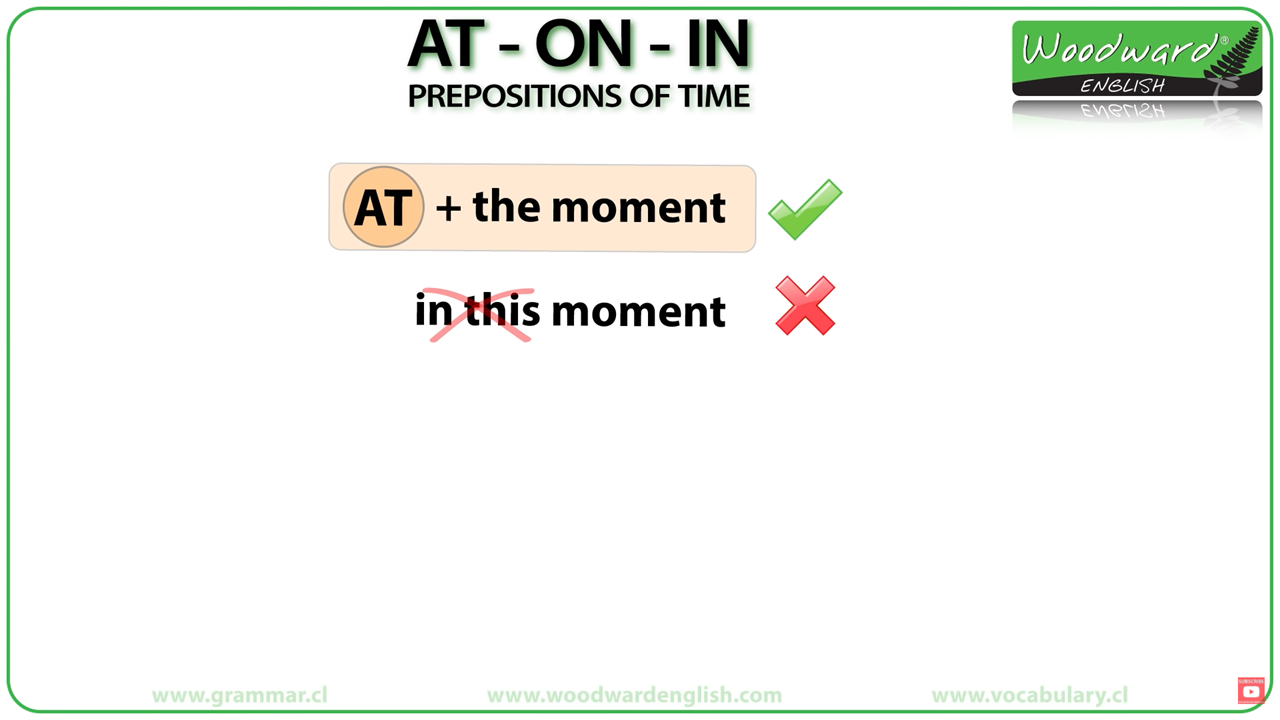 AT - ON - IN
PREPOSITIONS OF TIME
Woodward®
ENGLISH
AT + the moment
in this moment
www.grammar.cl www.woodwardenglish.com www.vocabulary.cl
SUBSCRIBE